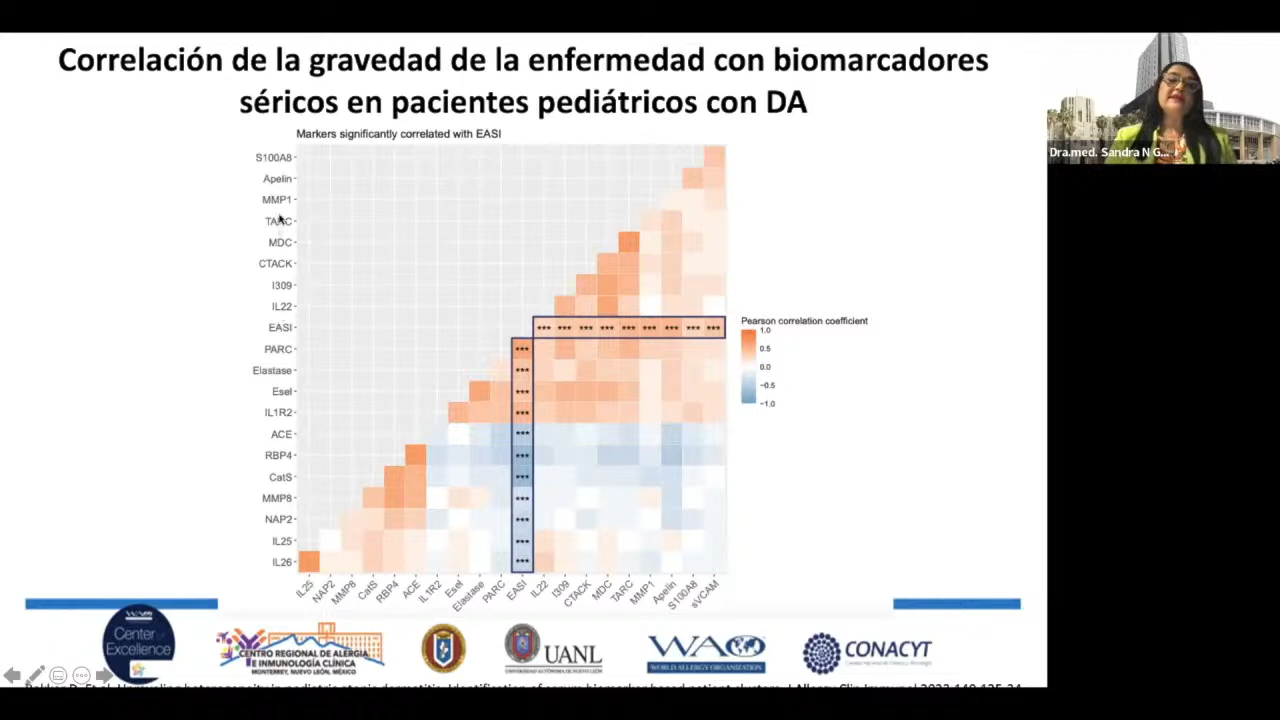 Correlación de la gravedad de la enfermedad con biomarcadores
séricos en pacientes pediátricos con DA
Markers significantly correlated with EASI
Dra.med. Sandra N G...
S100A8
Apelin
MMP1
TARC
MDC
CTACK
I309
IL22
EASI
*** *** *** *** *** *** *** *** ***
PARC
***
Elastase
***
Esel
***
IL1R2
***
ACE
***
RBP4
***
CatS
***
MMP8
***
NAP2
***
IL25
***
IL26
***
Pearson correlation coefficient
1.0
0.5
0.0
−0.5
−1.0
IL25 NAP2 MMP8 CatS RBP4 ACE IL1R2 Esel Elastase PARC EASI IL22 I309 CTACK MDC TARC MMP1 Apelin S100A8 sVCAM
Center
of
Excellence
CENTRO REGIONAL DE ALERGIA
E INMUNOLOGÍA CLÍNICA
MONTERREY, NUEVO LEÓN, MÉXICO
UANL
UNIVERSIDAD AUTÓNOMA DE NUEVO LEÓN
WAO
WORLD ALLERGY ORGANIZATION
CONACYT